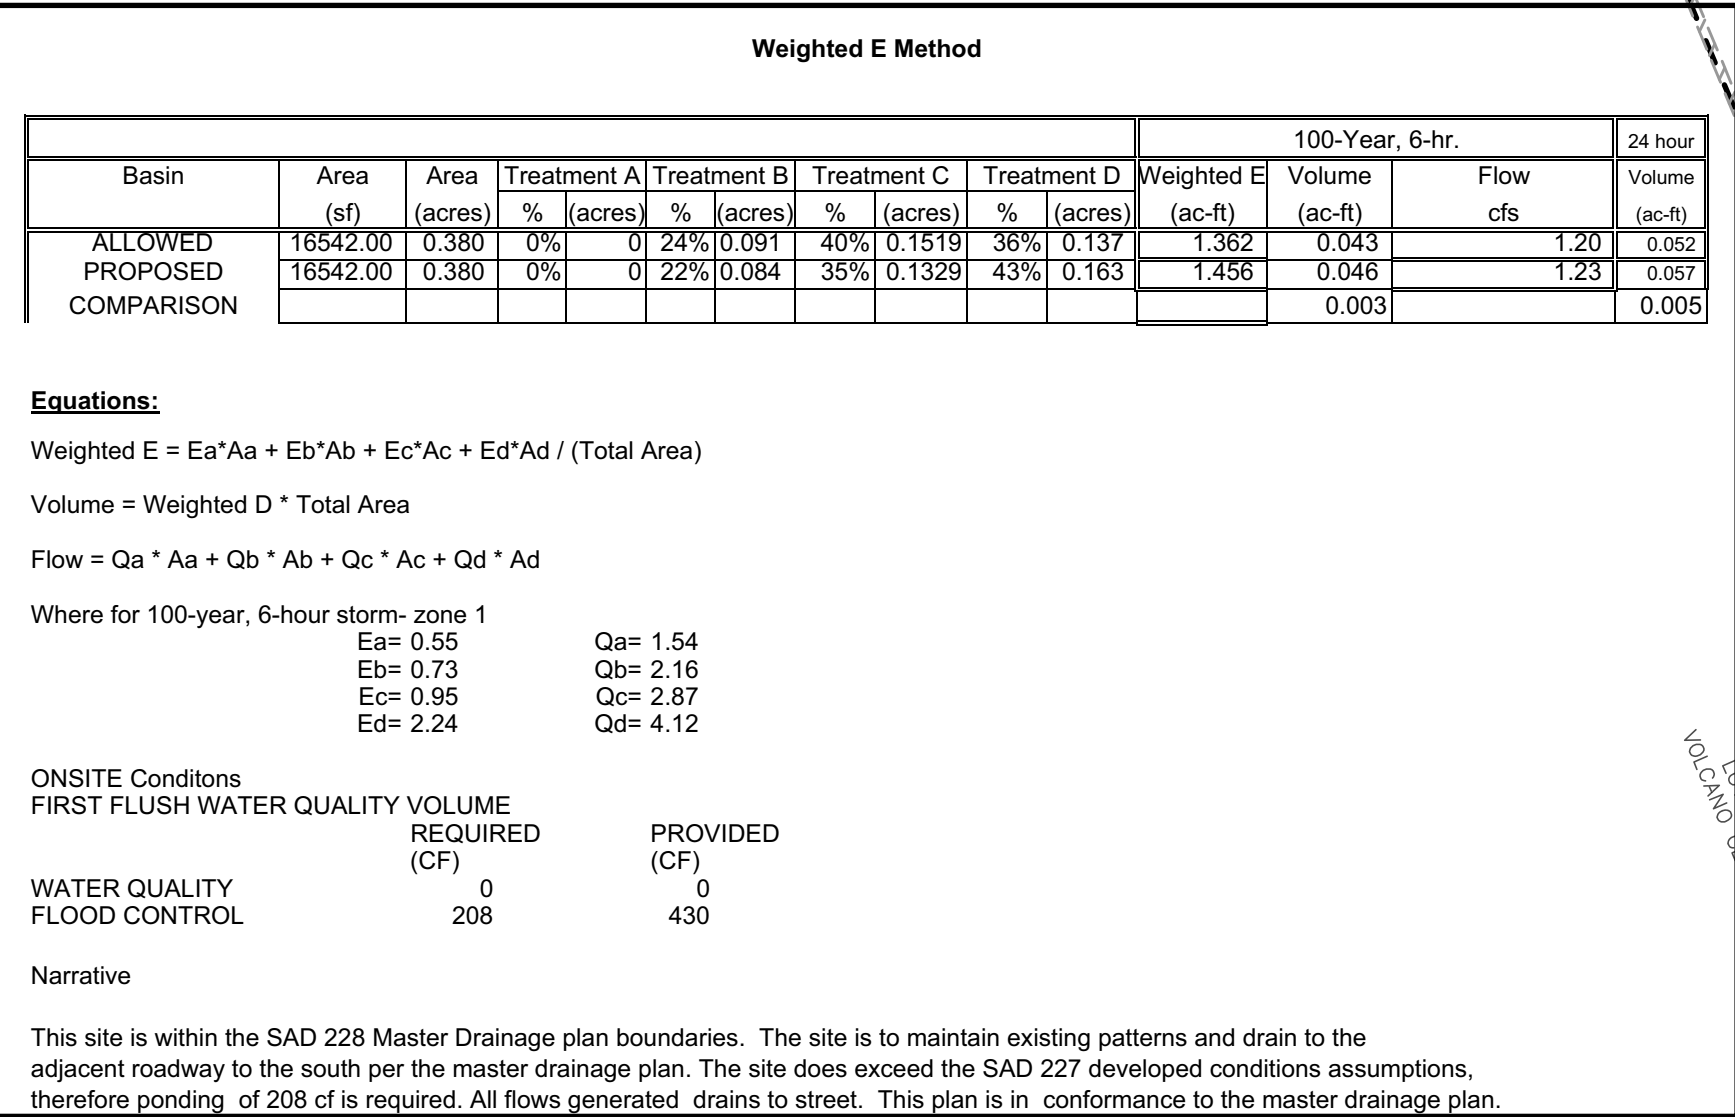 Weighted E Method
100-Year, 6-hr. 24 hour
Basin Area Area Treatment A Treatment B Treatment C Treatment D Weighted E Volume Flow Volume
(sf) (acres) % (acres) % (acres) % (acres) % (acres) (ac-ft) (ac-ft) cfs (ac-ft)
ALLOWED 16542.00 0.380 0% 0 24% 0.091 40% 0.1519 36% 0.137 1.362 0.043 1.20 0.052
PROPOSED 16542.00 0.380 0% 0 22% 0.084 35% 0.1329 43% 0.163 1.456 0.046 1.23 0.057
COMPARISON 0.003 0.005
Equations:
Weighted E = Ea*Aa + Eb*Ab + Ec*Ac + Ed*Ad / (Total Area)
Volume = Weighted D * Total Area
Flow = Qa * Aa + Qb * Ab + Qc * Ac + Qd * Ad
Where for 100-year, 6-hour storm- zone 1
Ea= 0.55 Qa= 1.54
Eb= 0.73 Qb= 2.16
Ec= 0.95 Qc= 2.87
Ed= 2.24 Qd= 4.12
ONSITE Conditons
FIRST FLUSH WATER QUALITY VOLUME
REQUIRED PROVIDED
(CF) (CF)
WATER QUALITY 0 0
FLOOD CONTROL 208 430
Narrative
This site is within the SAD 228 Master Drainage plan boundaries. The site is to maintain existing patterns and drain to the
adjacent roadway to the south per the master drainage plan. The site does exceed the SAD 227 developed conditions assumptions,
therefore ponding of 208 cf is required. All flows generated drains to street. This plan is in conformance to the master drainage plan.
VOLCANO